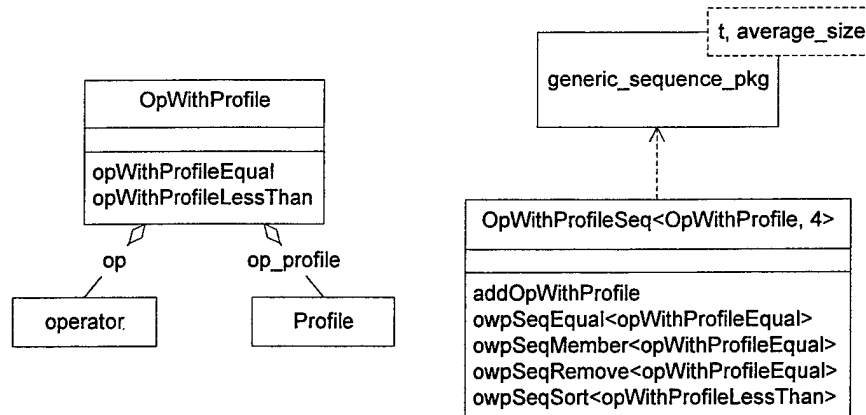 t, average_size
generic_sequence_pkg
OpWithProfile
opWithProfileEqual
opWithProfileLessThan
op
op_profile
operator
Profile
OpWithProfileSeq<OpWithProfile, 4>
addOpWithProfile
owpSeqEqual<opWithProfileEqual>
owpSeqMember<opWithProfileEqual>
owpSeqRemove<opWithProfileEqual>
owpSeqSort<opWithProfileLessThan>